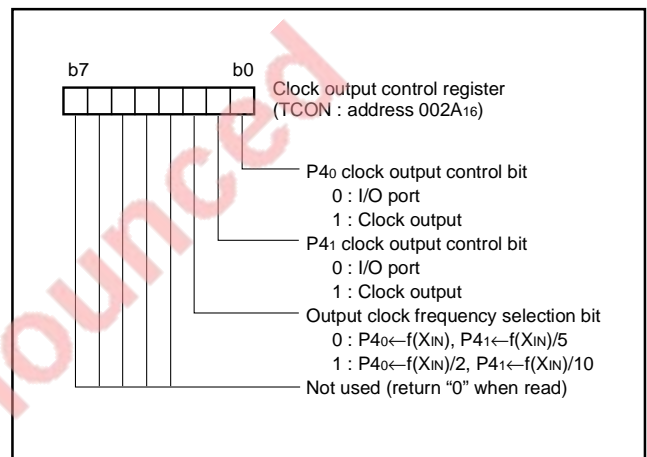 b7 b0
Clock output control register
(TCON : address 002A16)
P40 clock output control bit
0 : I/O port
1 : Clock output
P41 clock output control bit
0 : I/O port
1 : Clock output
Output clock frequency selection bit
0 : P40←f(XIN), P41←f(XIN)/5
1 : P40←f(XIN)/2, P41←f(XIN)/10
Not used (return “0” when read)
ounced